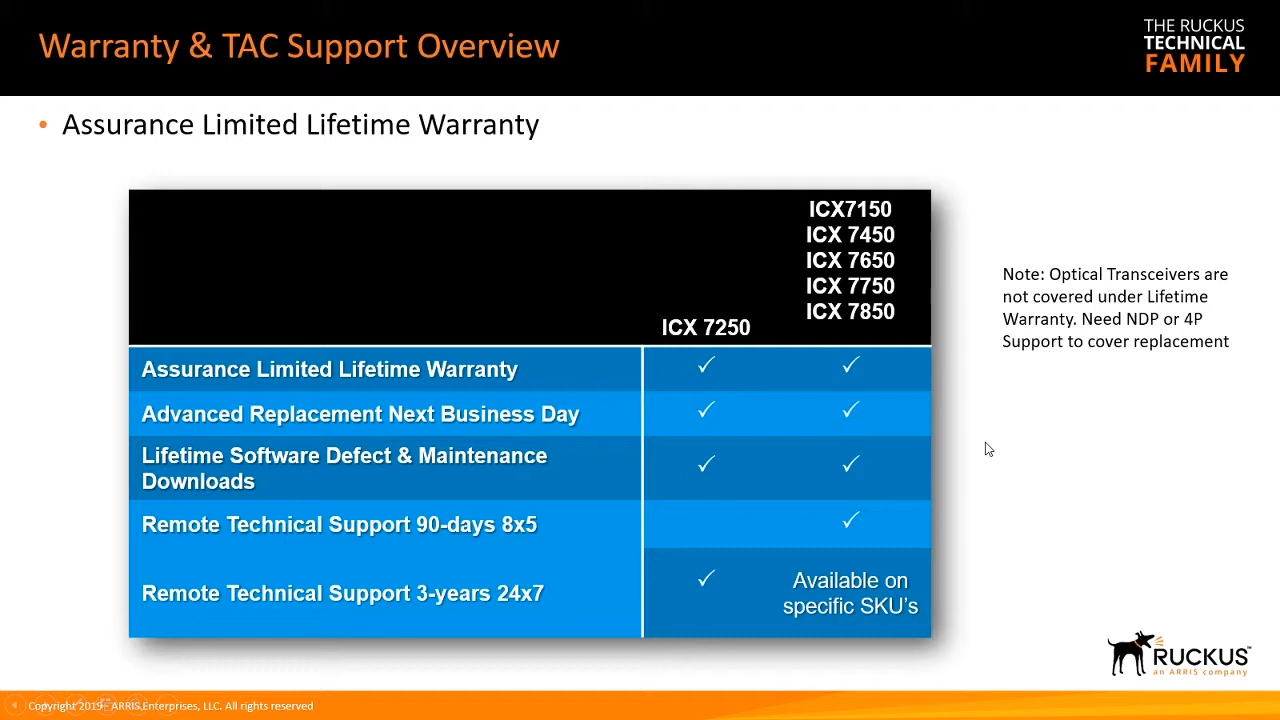 Warranty & TAC Support Overview
THE RUCKUS
TECHNICAL
FAMILY
• Assurance Limited Lifetime Warranty
ICX 7250
ICX7150
ICX 7450
ICX 7650
ICX 7750
ICX 7850
Assurance Limited Lifetime Warranty ✓ ✓
Advanced Replacement Next Business Day ✓ ✓
Lifetime Software Defect & Maintenance
Downloads ✓ ✓
Remote Technical Support 90-days 8x5 ✓
Remote Technical Support 3-years 24x7 ✓
Available on
specific SKU's
Note: Optical Transceivers are
not covered under Lifetime
Warranty. Need NDP or 4P
Support to cover replacement
RUCKUS™
an ARRIS company
Copyright 2019 - ARRIS Enterprises, LLC. All rights reserved